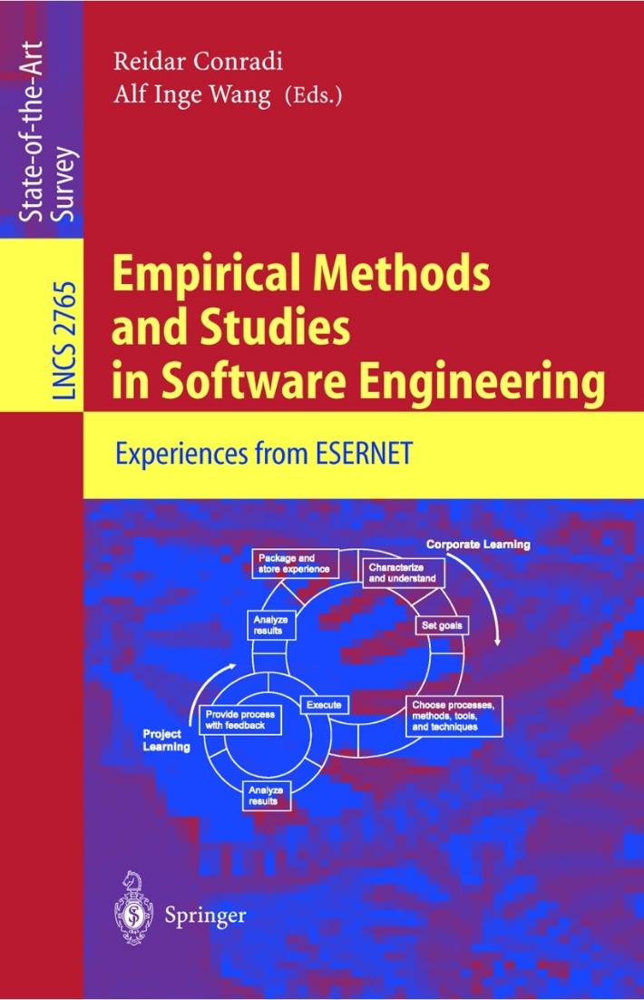 State-of-the-Art
Survey
LNCS 2765
Reidar Conradi
Alf Inge Wang (Eds.)
Empirical Methods
and Studies
in Software Engineering
Experiences from ESERNET
Corporate Learning
Package and
store experience
Characterize
and understand
Analyze
results
Set goals
Execute
Choose processes,
methods, tools,
and techniques
Provide process
with feedback
Project
Learning
Analyze
results
Springer